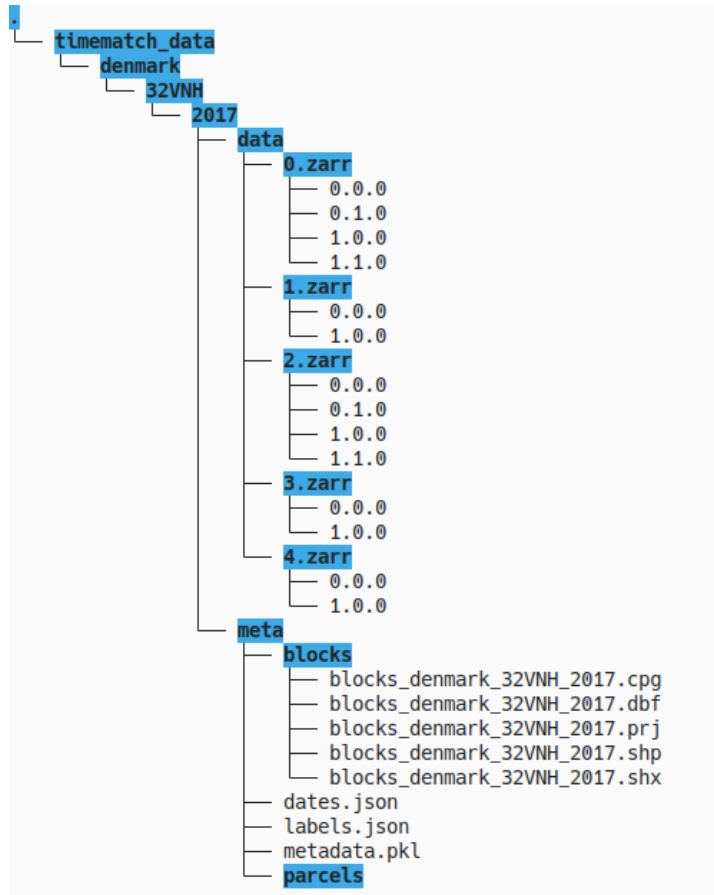 .
timematch_data
denmark
32VNH
2017
data
0.zarr
0.0.0
0.1.0
1.0.0
1.1.0
1.zarr
0.0.0
1.0.0
2.zarr
0.0.0
0.1.0
1.0.0
1.1.0
3.zarr
0.0.0
1.0.0
4.zarr
0.0.0
1.0.0
meta
blocks
blocks_denmark_32VNH_2017.cpg
blocks_denmark_32VNH_2017.dbf
blocks_denmark_32VNH_2017.prj
blocks_denmark_32VNH_2017.shp
blocks_denmark_32VNH_2017.shx
dates.json
labels.json
metadata.pkl
parcels